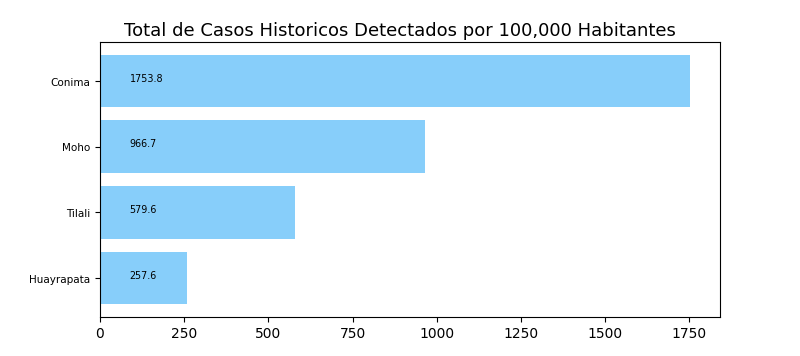 Total de Casos Historicos Detectados por 100,000 Habitantes
Conima
1753.8
Moho
966.7
Tilali
579.6
Huayrapata
257.6
0 250 500 750 1000 1250 1500 1750